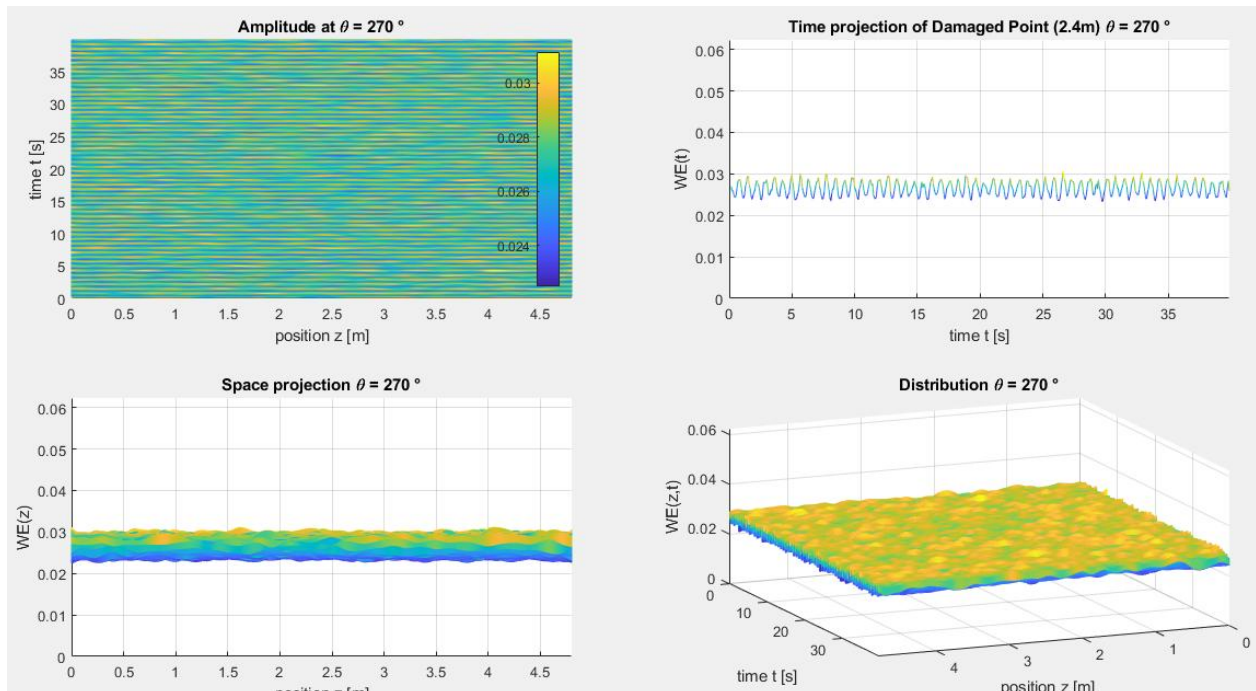 Amplitude at θ = 270 º
35
30
25
20
15
10
5
0
time t [s]
0 0.5 1 1.5 2 2.5 3 3.5 4 4.5
position z [m]
0.03
0.028
0.026
0.024
Time projection of Damaged Point (2.4m) θ = 270 º
0.06
0.05
0.04
0.03
0.02
0.01
0
WE(t)
0 5 10 15 20 25 30 35
time t [s]
Space projection θ = 270 º
0.06
0.05
0.04
0.03
0.02
0.01
0
WE(z)
0 0.5 1 1.5 2 2.5 3 3.5 4 4.5
position z [m]
Distribution θ = 270 º
0.06
0.04
0.02
0
WE(z,t)
0
10
20
30
time t [s]
4 3 2 1 0
position z [m]